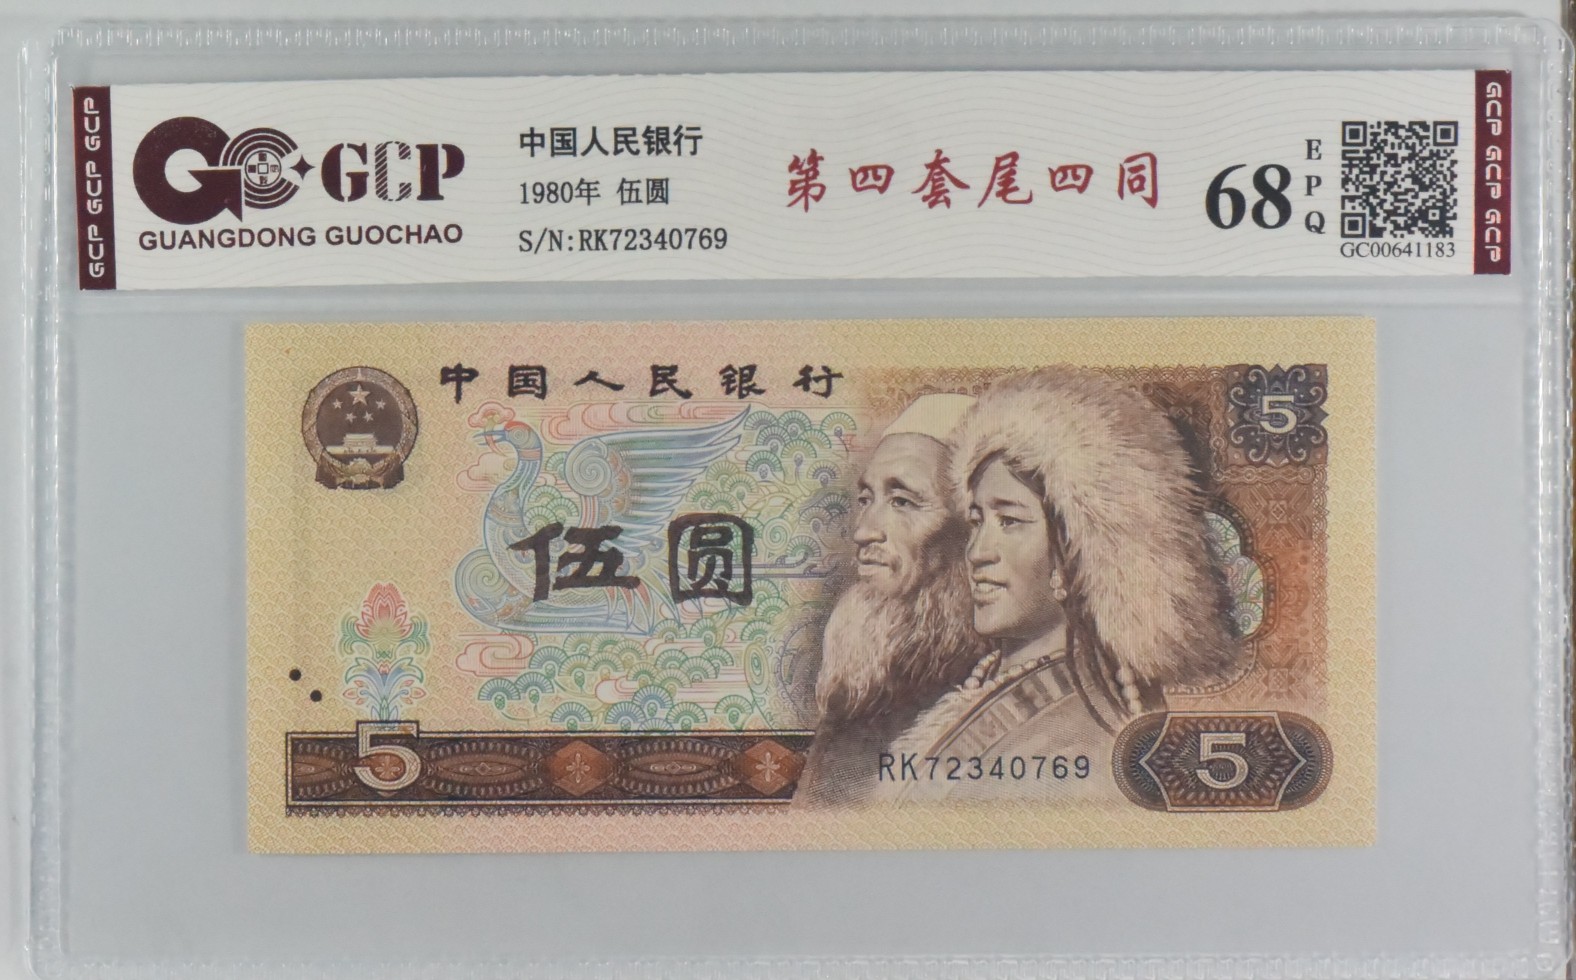 GCP GCP GCP
GCP
GUANGDONG GUOCHAO
中国人民银行
1980年 伍圆
S/N:RK72340769
第四套尾四同
68
EPQ
GC00641183
GCP GCP GCP
中国人民银行
5
伍圆
5
RK72340769
5